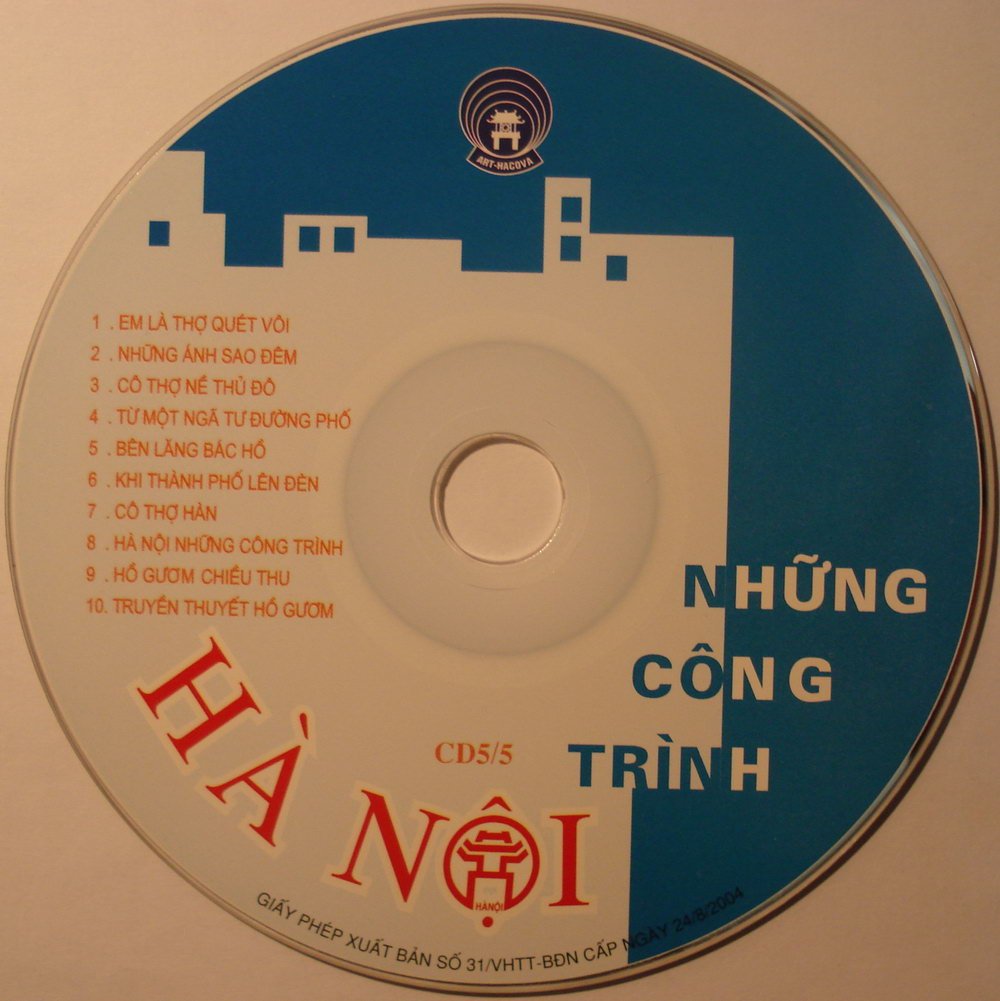 ART-HACOVA
1 . EM LÀ THỢ QUÉT VÔI
2 . NHỮNG ÁNH SAO ĐÊM
3 . CÔ THỢ NỀ THỦ ĐÔ
4 . TỪ MỘT NGÃ TƯ ĐƯỜNG PHỐ
5 . BÊN LĂNG BÁC HỒ
6 . KHI THÀNH PHỐ LÊN ĐÈN
7 . CÔ THỢ HÀN
8 . HÀ NỘI NHỮNG CÔNG TRÌNH
9 . HỒ GƯƠM CHIỀU THU
10. TRUYỀN THUYẾT HỒ GƯƠM
NHỮNG
CÔNG
TRÌNH
CD5/5
HÀ NỘI
HÀNỘI
GIẤY PHÉP XUẤT BẢN SỐ 31/VHTT-BĐN CẤP NGÀY 24/8/2004